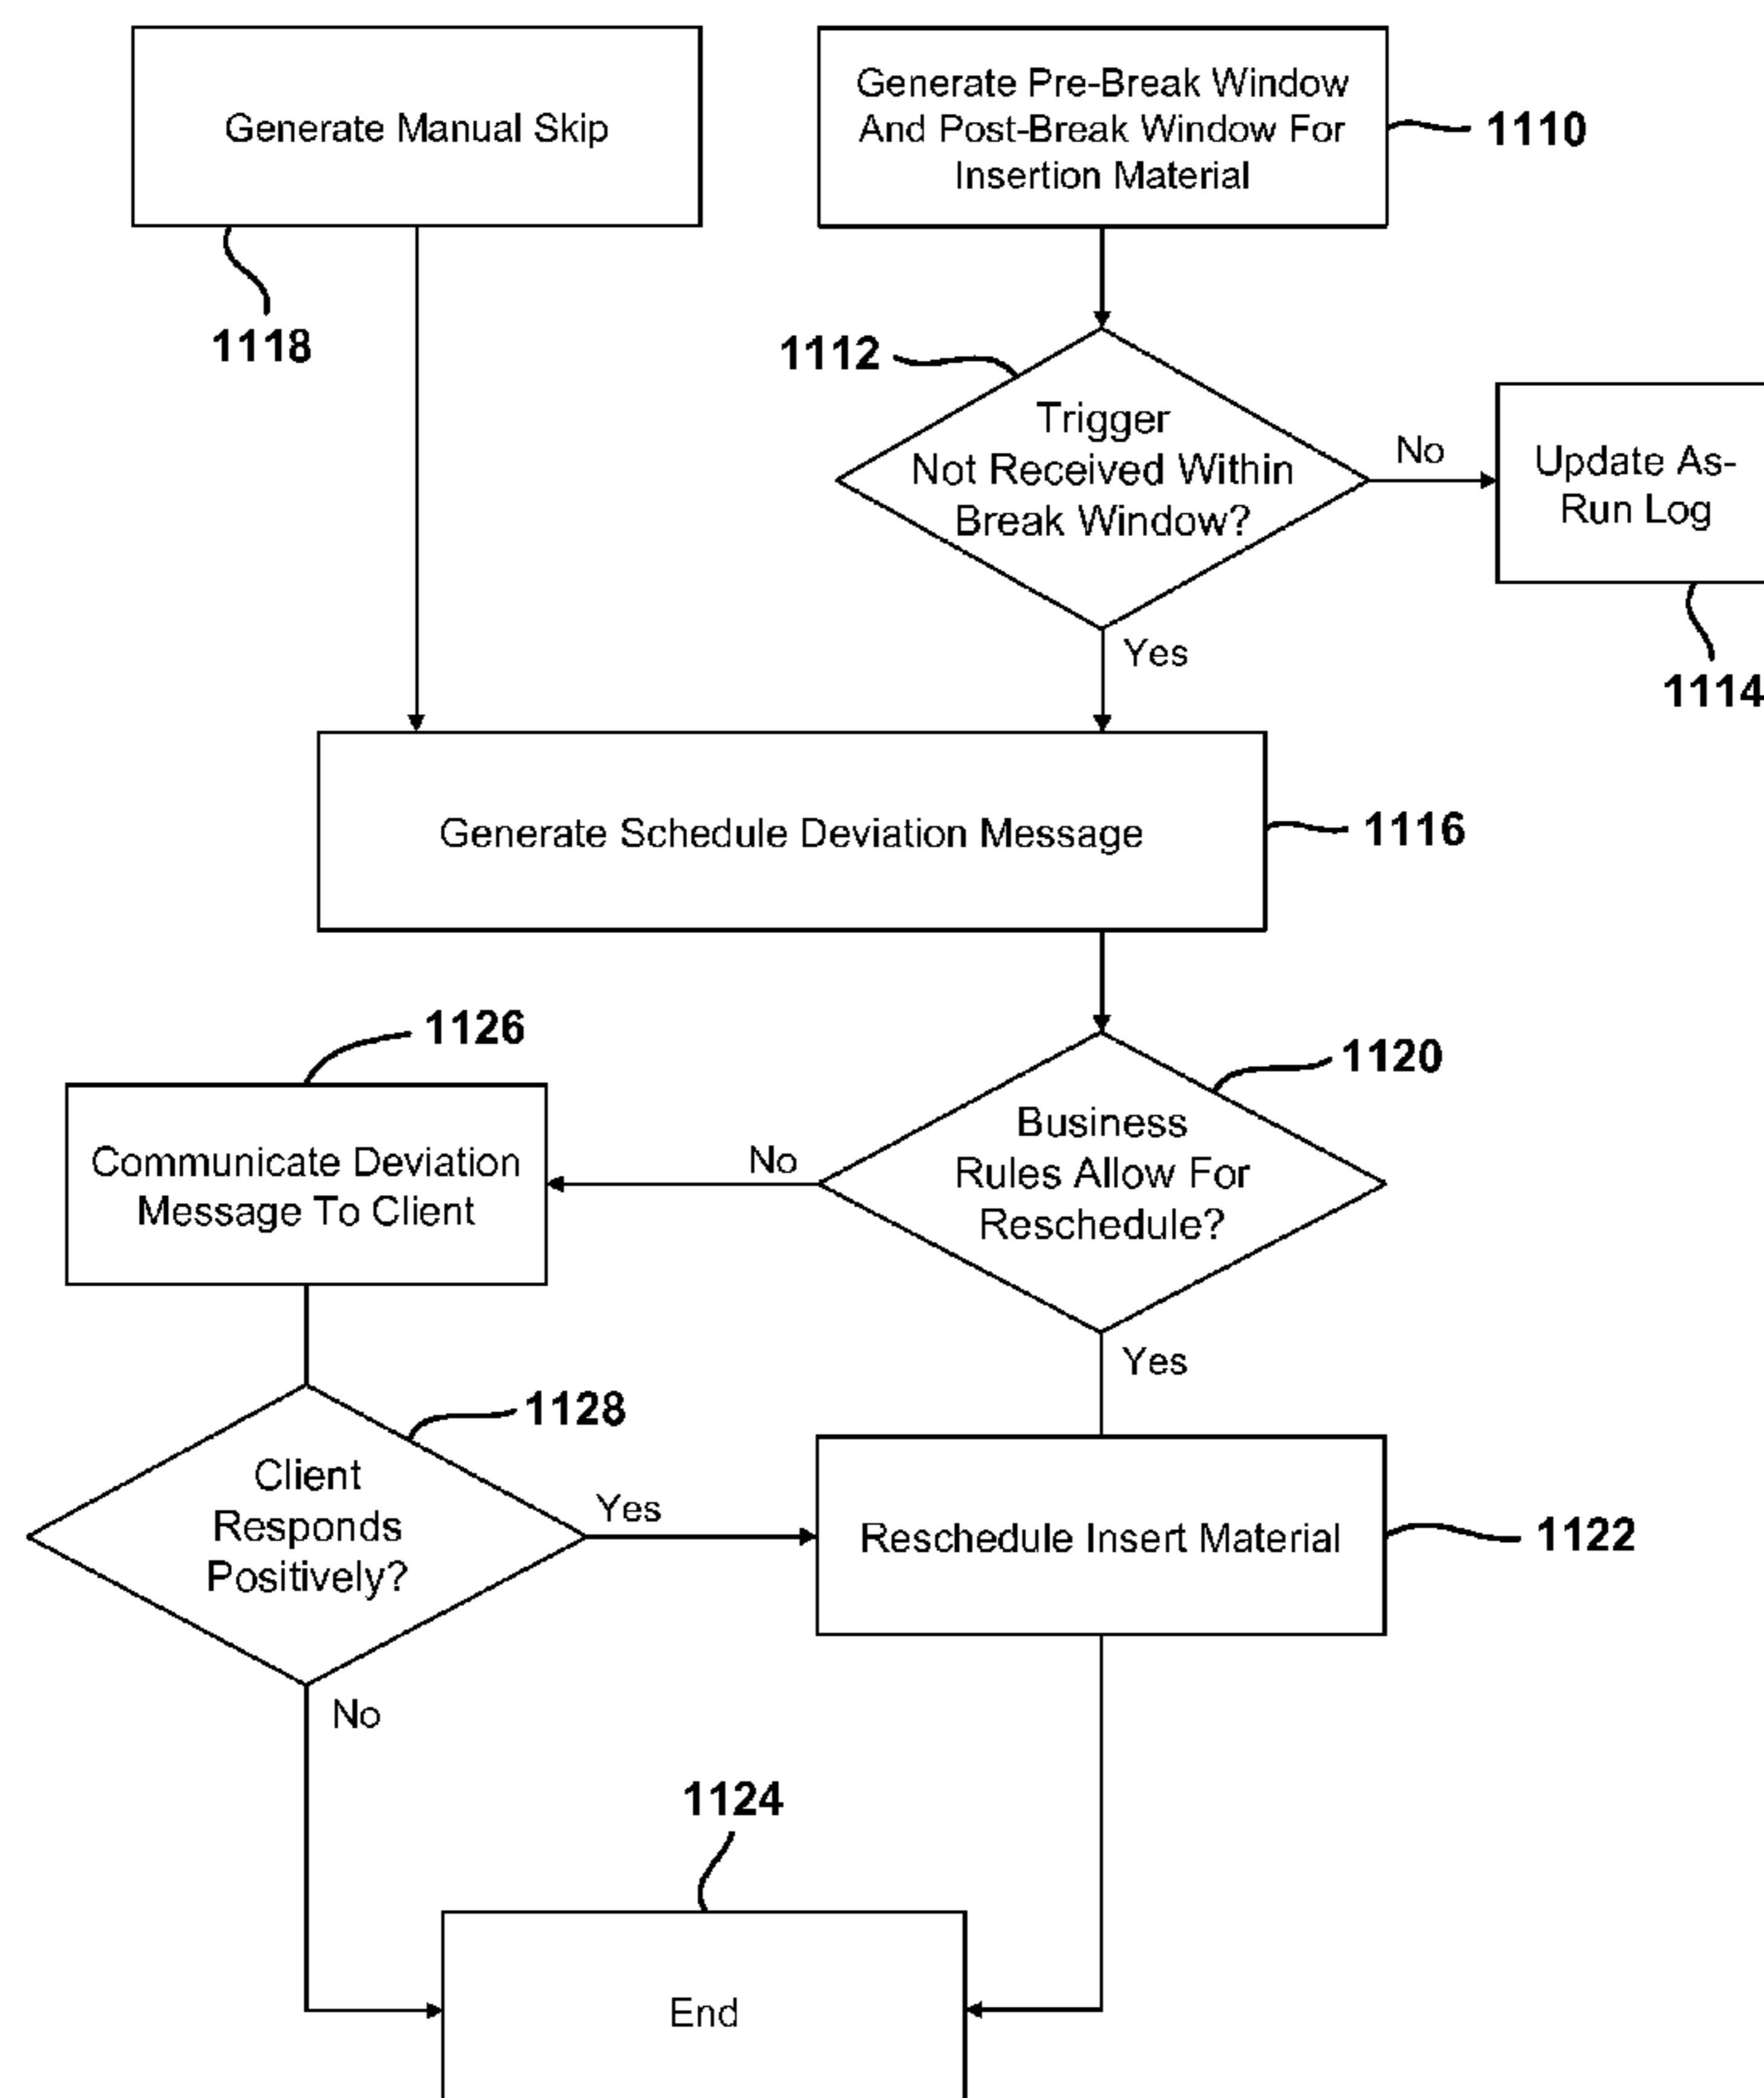 Generate Manual Skip
1118
Generate Pre-Break Window
And Post-Break Window For
Insertion Material
1110
1112
Trigger
Not Received Within
Break Window?
No
Update As-
Run Log
1114
Yes
Generate Schedule Deviation Message
1116
1126
1120
Communicate Deviation
Message To Client
No
Business
Rules Allow For
Reschedule?
Yes
1128
Client
Responds
Positively?
Yes
Reschedule Insert Material
1122
No
1124
End